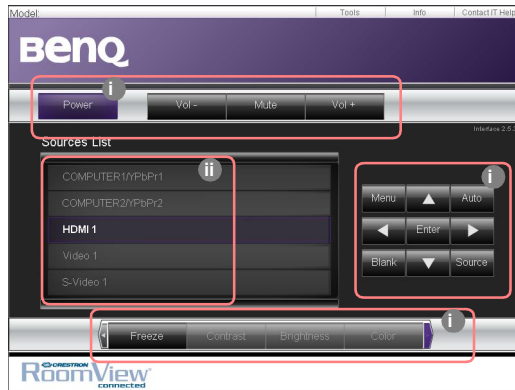 Model: Tools Info Contact IT Help
BenQ
i
Power Vol - Mute Vol +
Interface 2.5.
Sources List
ii
i
COMPUTER1/YPbPr1
COMPUTER2/YPbPr2
HDMI 1
Video 1
S-Video 1
Menu Auto
Enter
Blank Source
i
Freeze Contrast Brightness Color
CRESTRON
RoomView
connected